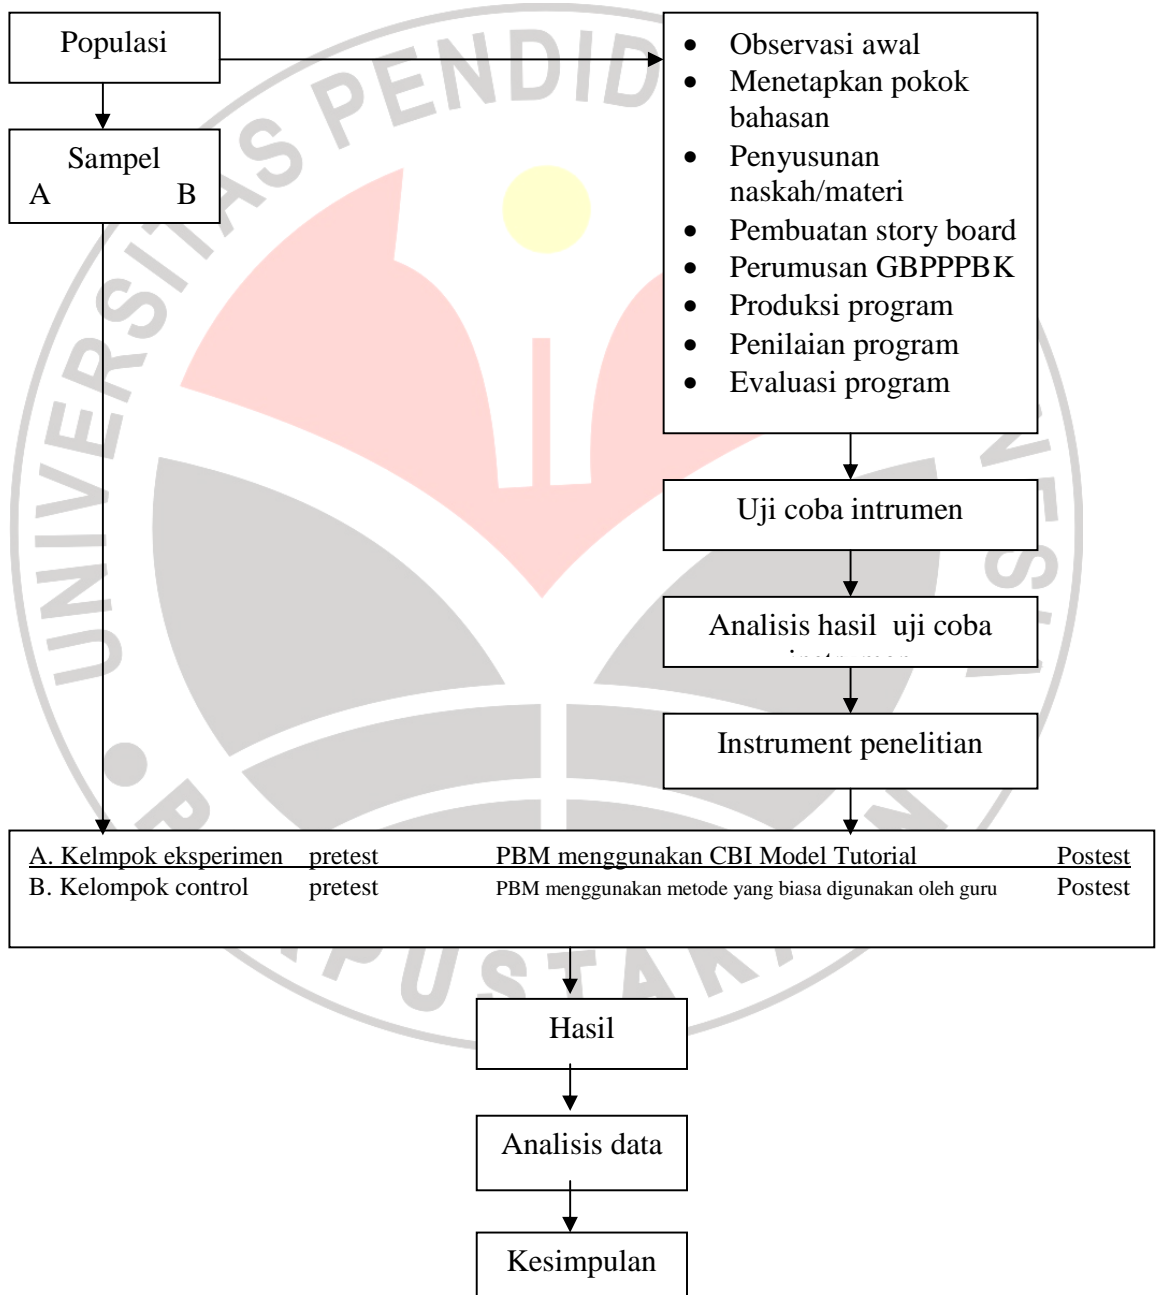 Populasi
Sampel
A B
• Observasi awal
• Menetapkan pokok
bahasan
• Penyusunan
naskah/materi
• Pembuatan story board
• Perumusan GBPPPBK
• Produksi program
• Penilaian program
• Evaluasi program
Uji coba intrumen
Analisis hasil uji coba
Instrument penelitian
A. Kelmpok eksperimen pretest PBM menggunakan CBI Model Tutorial Postest
B. Kelompok control pretest PBM menggunakan metode yang biasa digunakan oleh guru Postest
Hasil
Analisis data
Kesimpulan
UNIVERSITAS PENDID